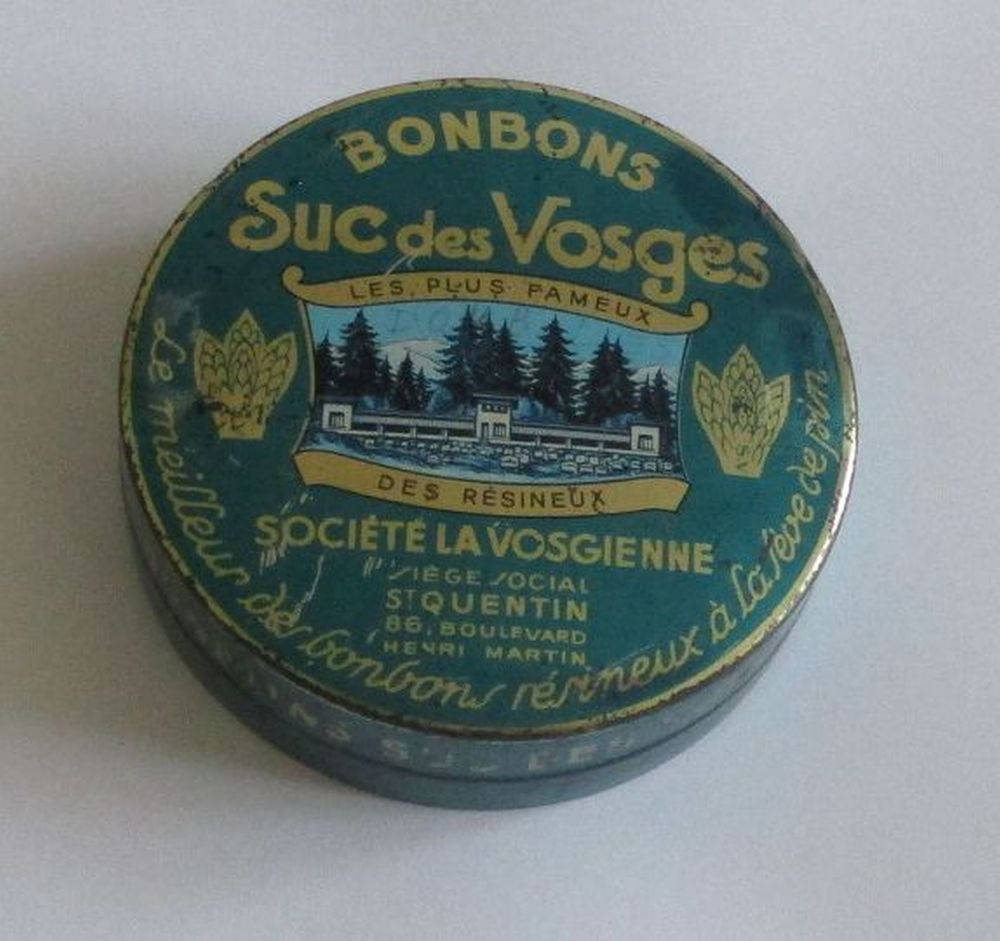 BONBONS
Suc des Vosges
LES PLUS FAMEUX
DES RÉSINEUX
SOCIÉTÉ LA VOSGIENNE
SIÈGE SOCIAL
ST QUENTIN
86, BOULEVARD
HENRI MARTIN
Le meilleur des bonbons résineux à la sève de pin